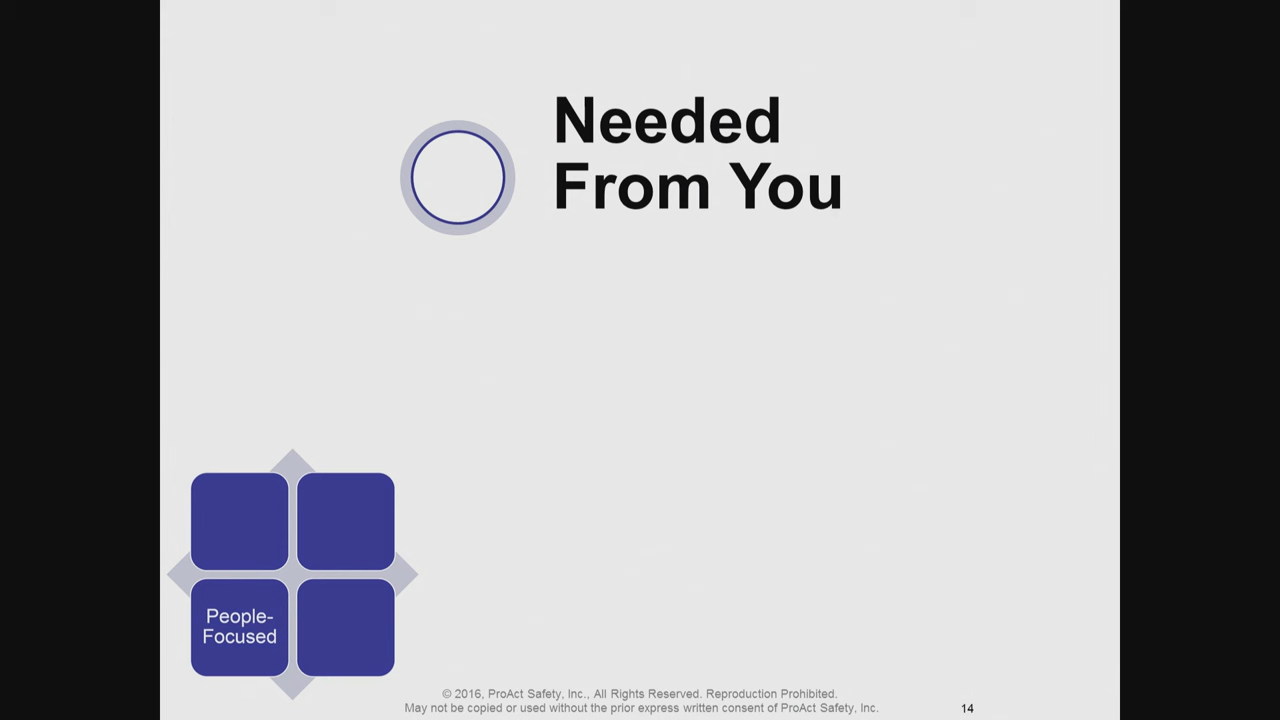 Needed
From You
People-
Focused
© 2016, ProAct Safety, Inc., All Rights Reserved. Reproduction Prohibited.
May not be copied or used without the prior express written consent of ProAct Safety, Inc.
14